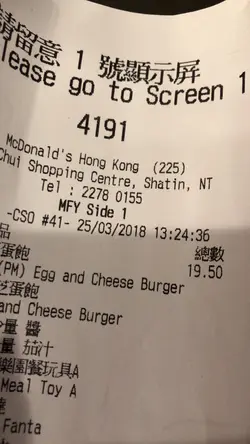 請留意 1 號顯示屏
lease go to Screen 1
4191
McDonald's Hong Kong (225)
Chui Shopping Centre, Shatin, NT
Tel : 2278 0155
MFY Side 1
-CSO #41- 25/03/2018 13:24:36
品 總數
蛋飽 19.50
(PM) Egg and Cheese Burger
芝蛋飽
and Cheese Burger
量 醬
量 茄汁
樂園餐玩具A
Meal Toy A
Fanta